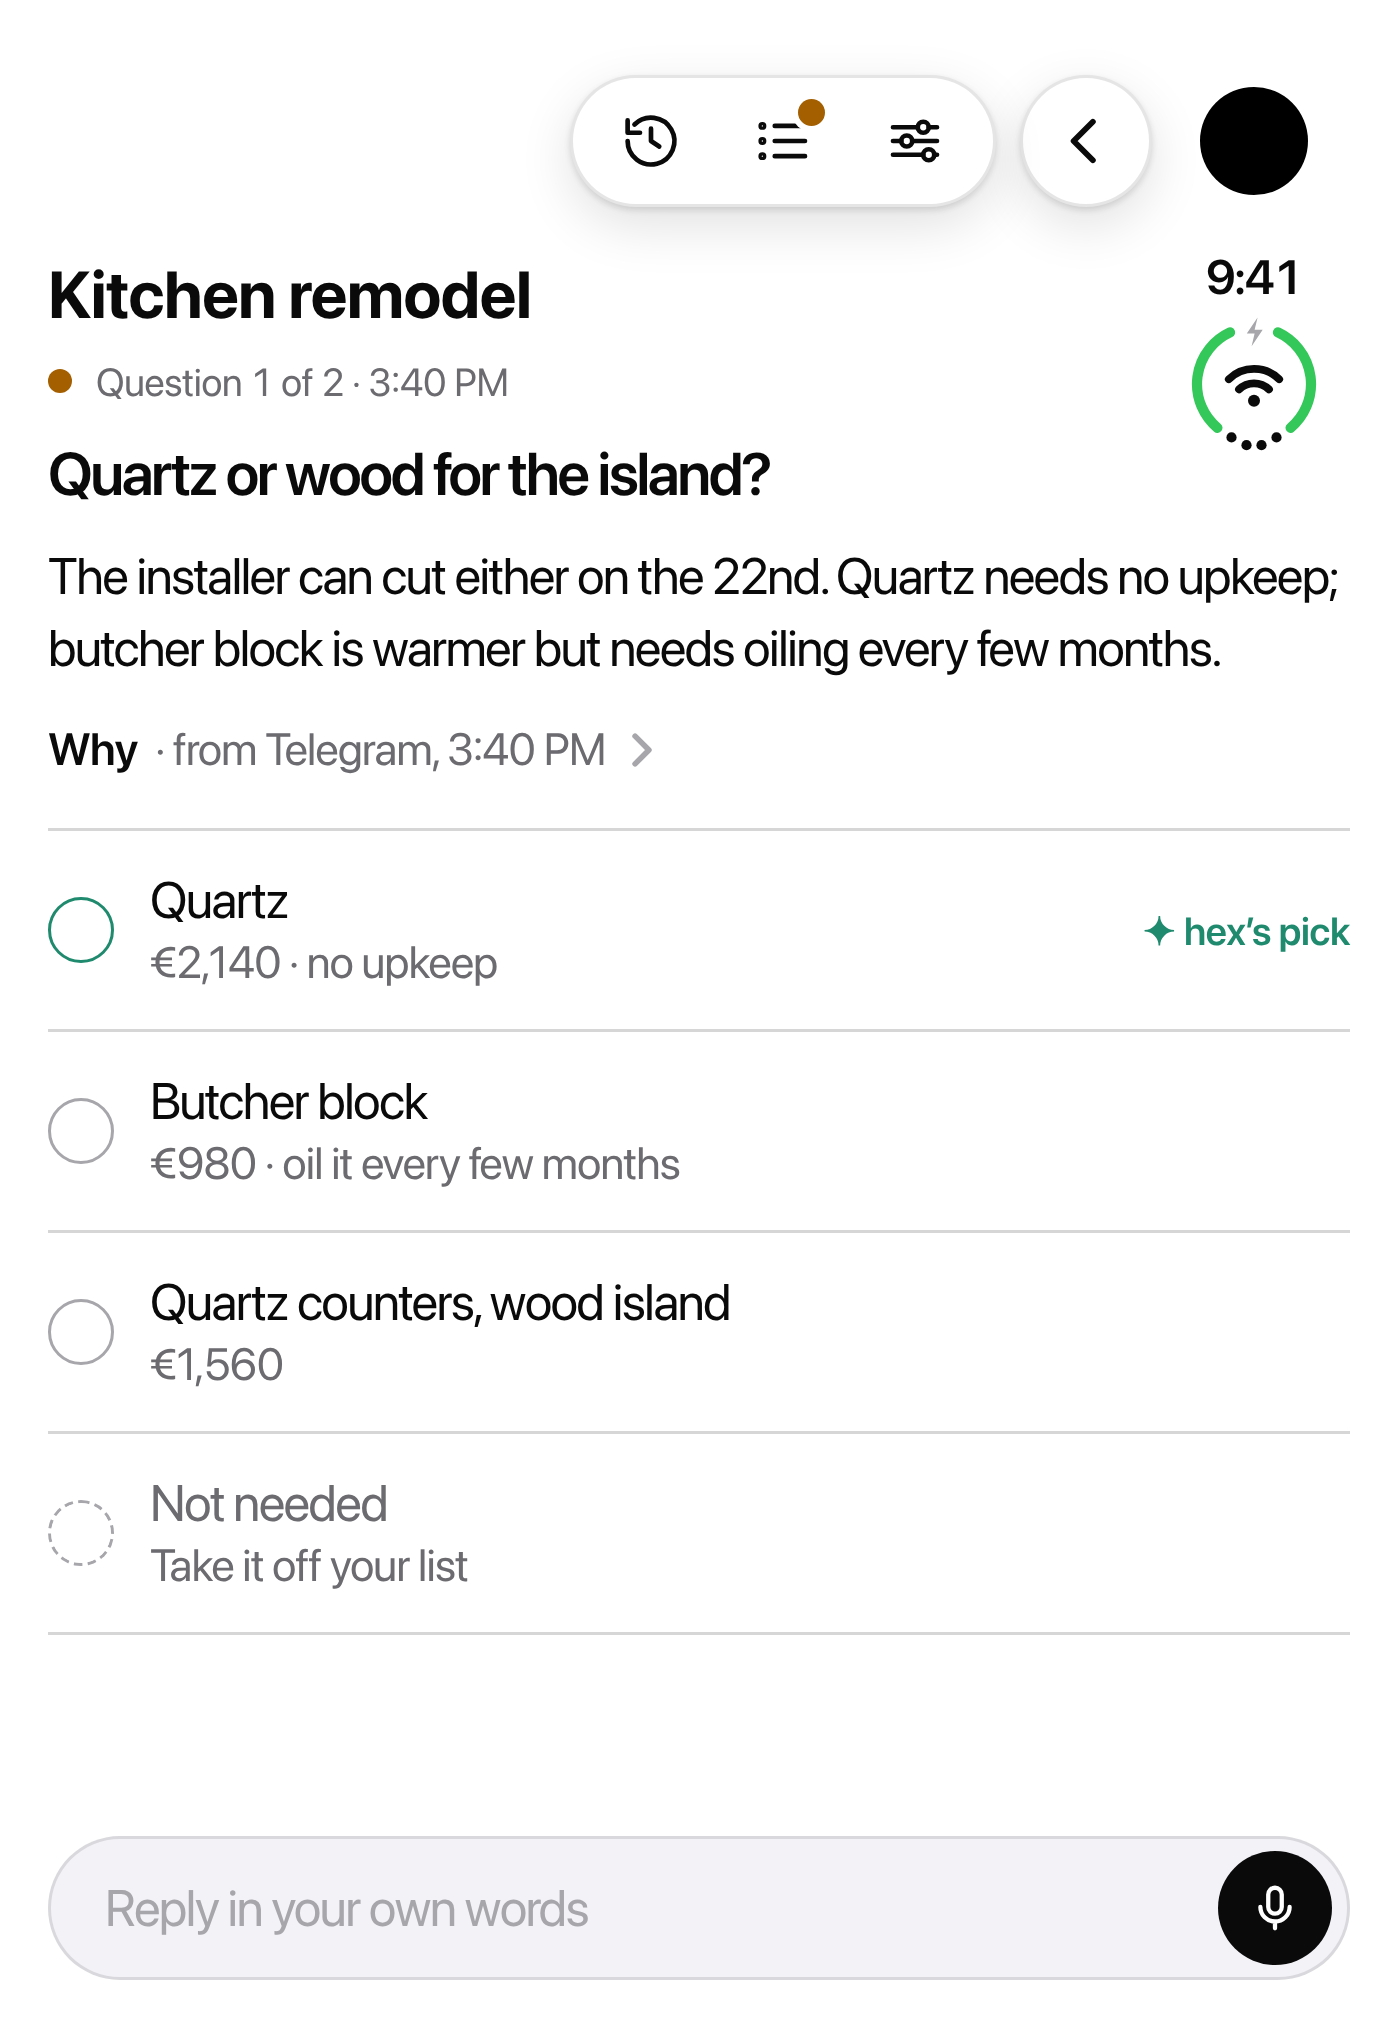 9:41
Kitchen remodel
Question 1 of 2 · 3:40 PM
Quartz or wood for the island?
The installer can cut either on the 22nd. Quartz needs no upkeep;
butcher block is warmer but needs oiling every few months.
Why · from Telegram, 3:40 PM
Quartz
€2,140 · no upkeep
hex’s pick
Butcher block
€980 · oil it every few months
Quartz counters, wood island
€1,560
Not needed
Take it off your list
Reply in your own words